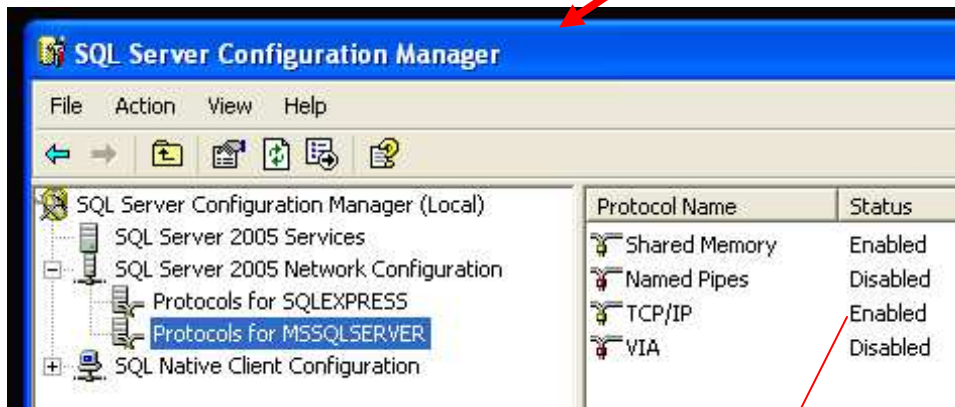 SQL Server Configuration Manager
File Action View Help
SQL Server Configuration Manager (Local)
SQL Server 2005 Services
SQL Server 2005 Network Configuration
Protocols for SQLEXPRESS
Protocols for MSSQLSERVER
SQL Native Client Configuration
Protocol Name Status
Shared Memory Enabled
Named Pipes Disabled
TCP/IP Enabled
VIA Disabled